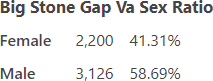 Big Stone Gap Va Sex Ratio
Female 2,200 41.31%
Male 3,126 58.69%